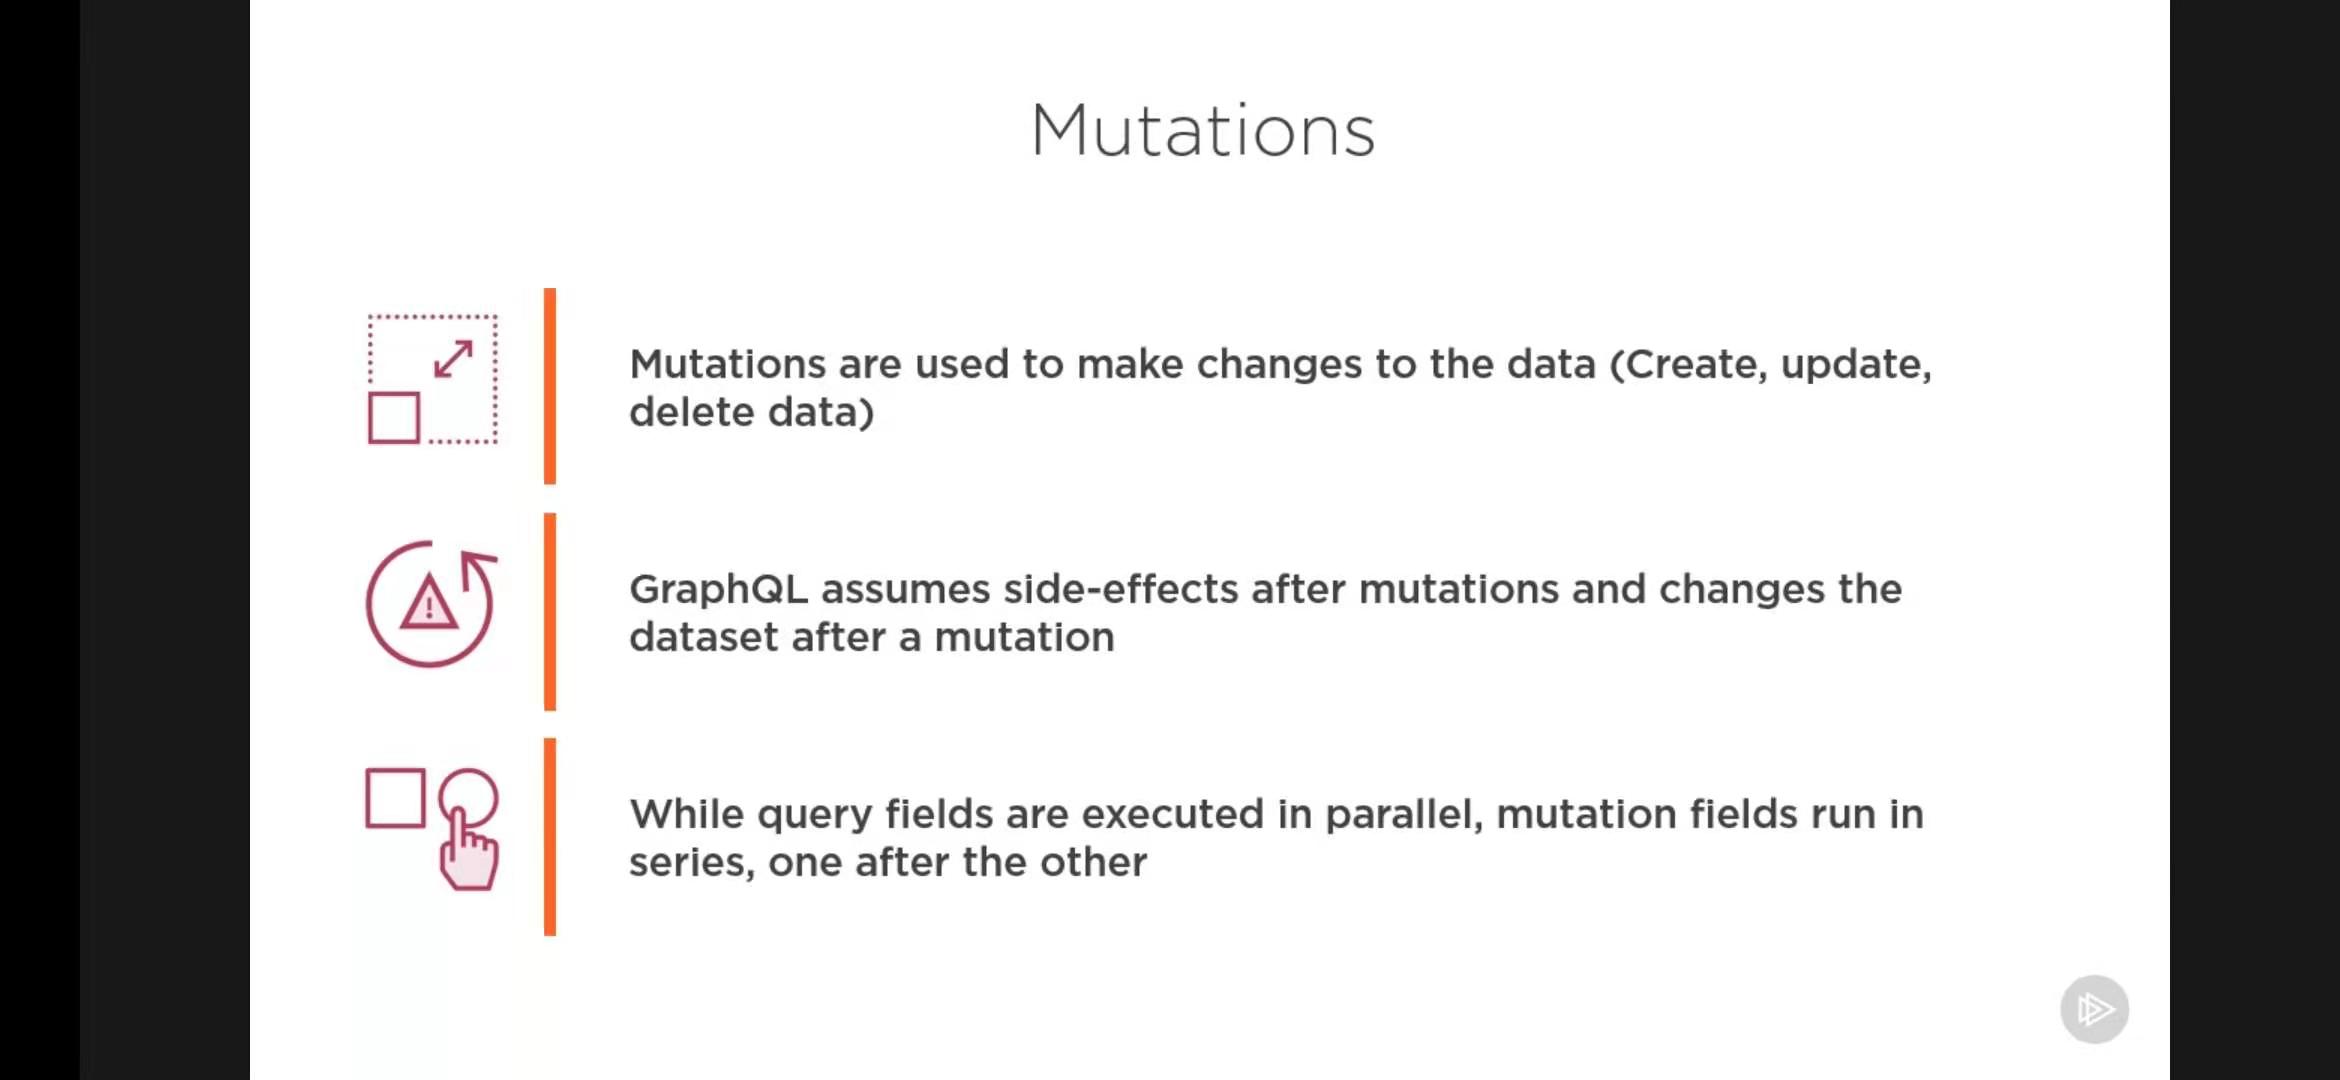 Mutations
Mutations are used to make changes to the data (Create, update,
delete data)
GraphQL assumes side-effects after mutations and changes the
dataset after a mutation
While query fields are executed in parallel, mutation fields run in
series, one after the other